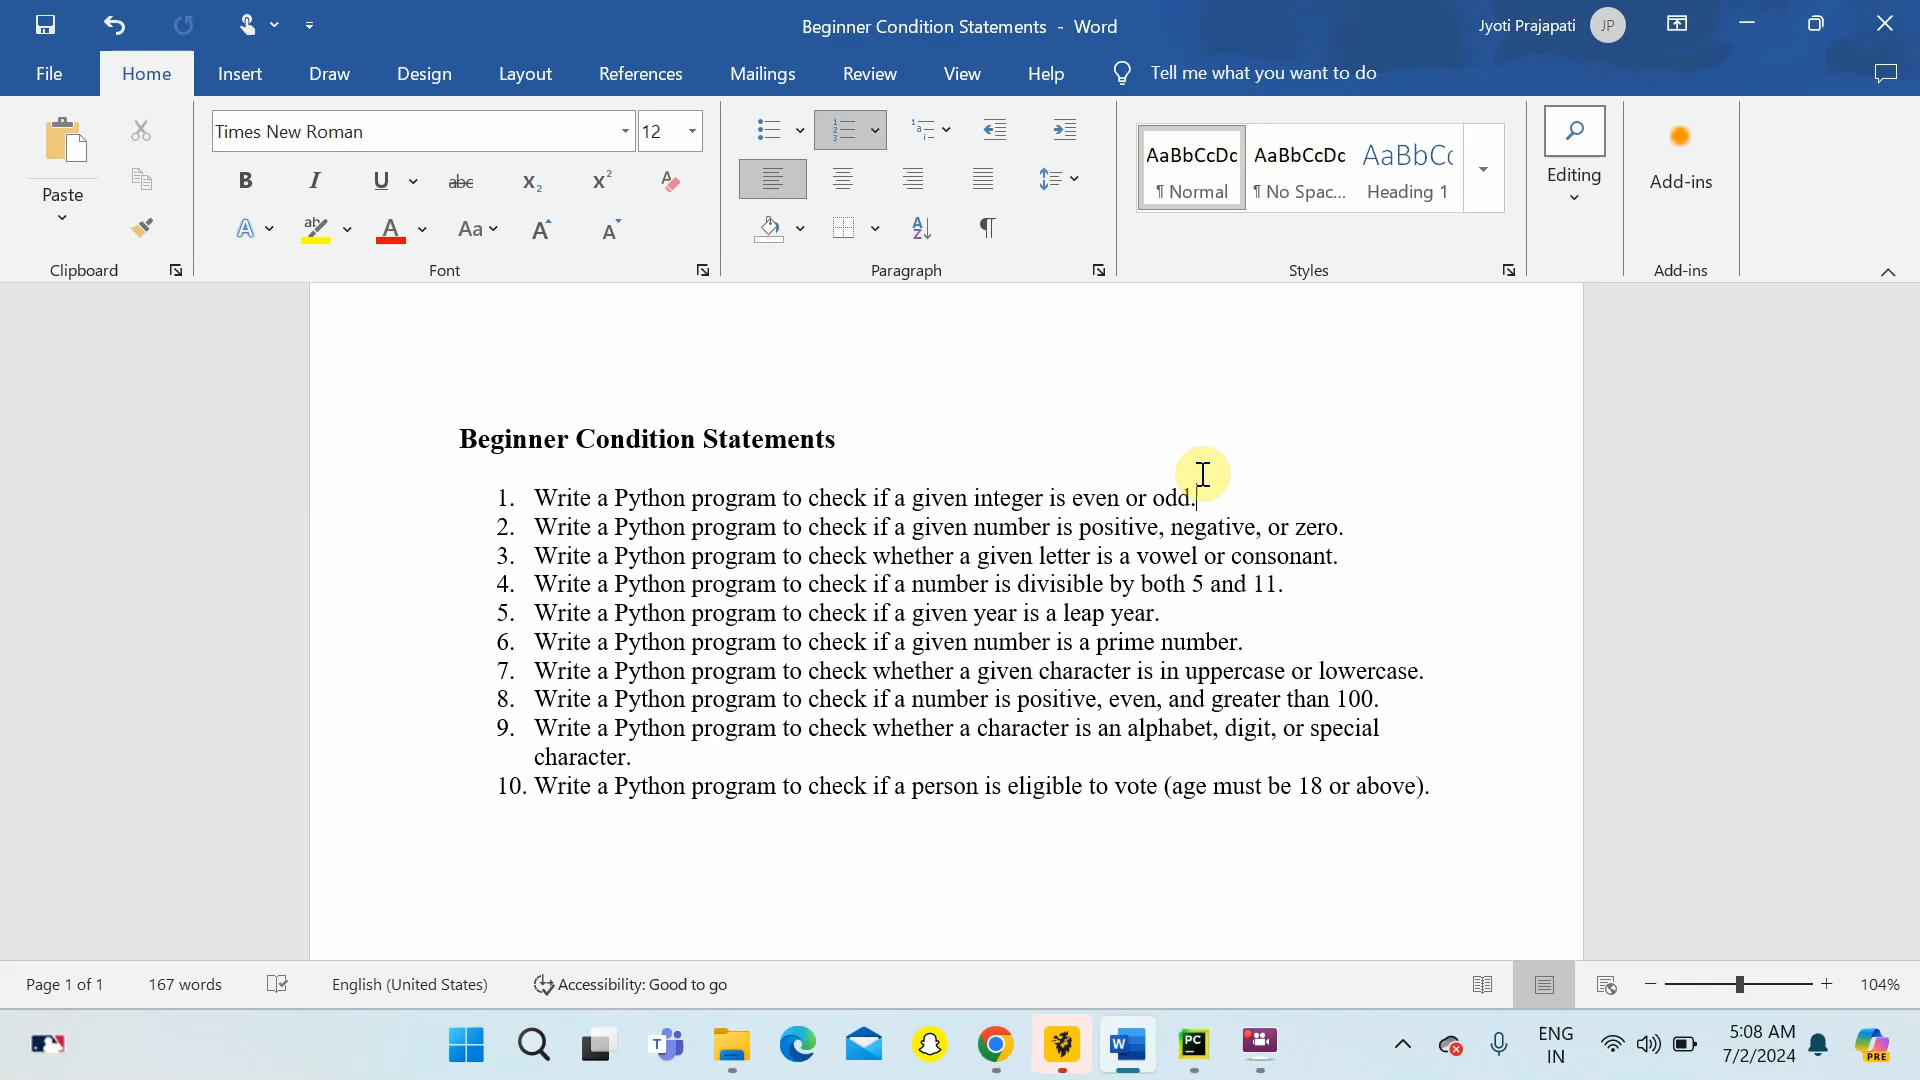 Beginner Condition Statements - Word
Jyoti Prajapati
JP
File Home Insert Draw Design Layout References Mailings Review View Help Tell me what you want to do
Paste
Clipboard
Times New Roman
12
B I U abc X2 X2
A ab A Aa A A
Font
Paragraph
AaBbCcDc
¶ Normal
AaBbCcDc
¶ No Spac...
AaBbCc
Heading 1
Styles
Editing
Add-ins
Add-ins
Beginner Condition Statements
1. Write a Python program to check if a given integer is even or odd.
2. Write a Python program to check if a given number is positive, negative, or zero.
3. Write a Python program to check whether a given letter is a vowel or consonant.
4. Write a Python program to check if a number is divisible by both 5 and 11.
5. Write a Python program to check if a given year is a leap year.
6. Write a Python program to check if a given number is a prime number.
7. Write a Python program to check whether a given character is in uppercase or lowercase.
8. Write a Python program to check if a number is positive, even, and greater than 100.
9. Write a Python program to check whether a character is an alphabet, digit, or special
character.
10. Write a Python program to check if a person is eligible to vote (age must be 18 or above).
Page 1 of 1 167 words English (United States) Accessibility: Good to go 104%
ENG
IN
5:08 AM
7/2/2024
PRE